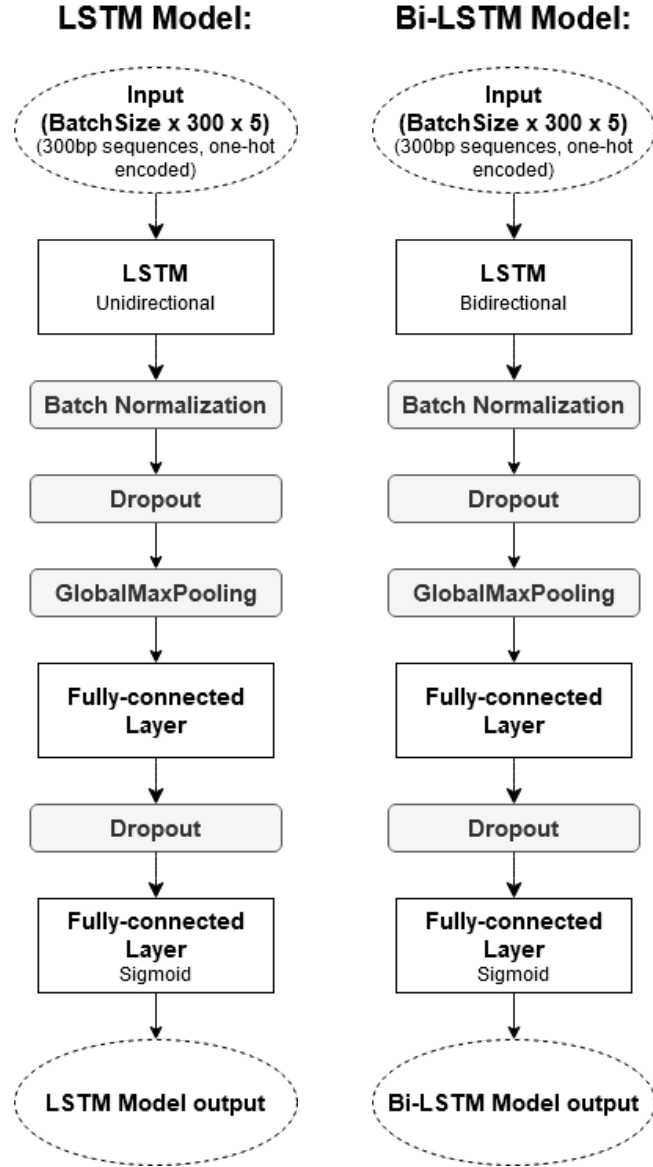 LSTM Model:
Input
(BatchSize x 300 x 5)
(300bp sequences, one-hot
encoded)
LSTM
Unidirectional
Batch Normalization
Dropout
GlobalMaxPooling
Fully-connected
Layer
Dropout
Fully-connected
Layer
Sigmoid
LSTM Model output
Bi-LSTM Model:
Input
(BatchSize x 300 x 5)
(300bp sequences, one-hot
encoded)
LSTM
Bidirectional
Batch Normalization
Dropout
GlobalMaxPooling
Fully-connected
Layer
Dropout
Fully-connected
Layer
Sigmoid
Bi-LSTM Model output